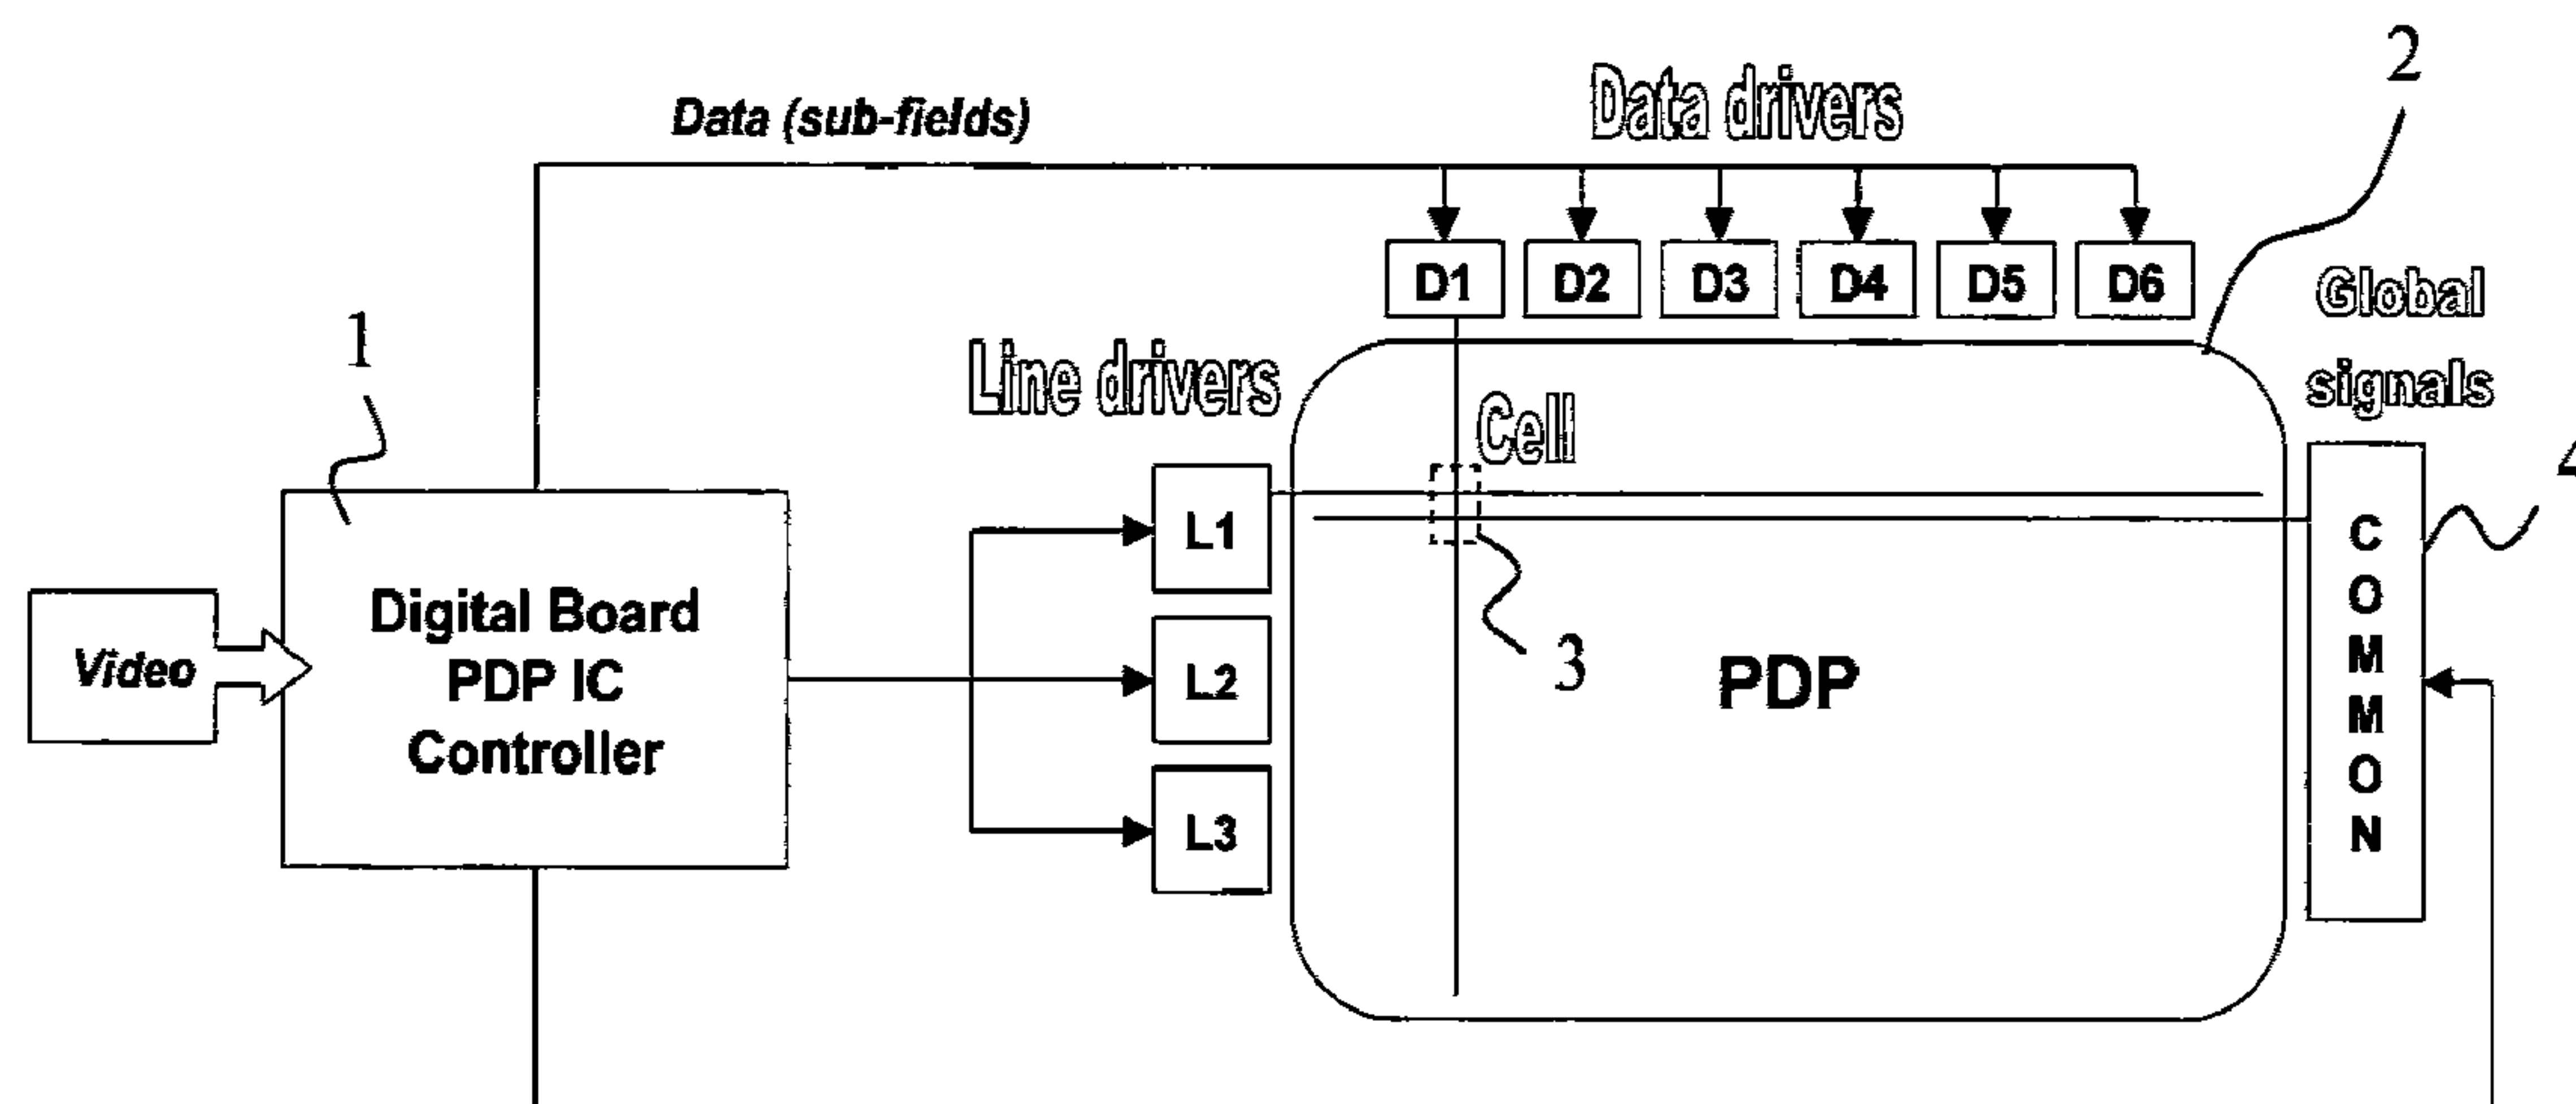 2
Data (sub-fields)
Data drivers
D1 D2 D3 D4 D5 D6
Global
signals
1
Line drivers
Cell
4
L1
L2
L3
Digital Board
PDP IC
Controller
Video
3
PDP
C
O
M
M
O
N